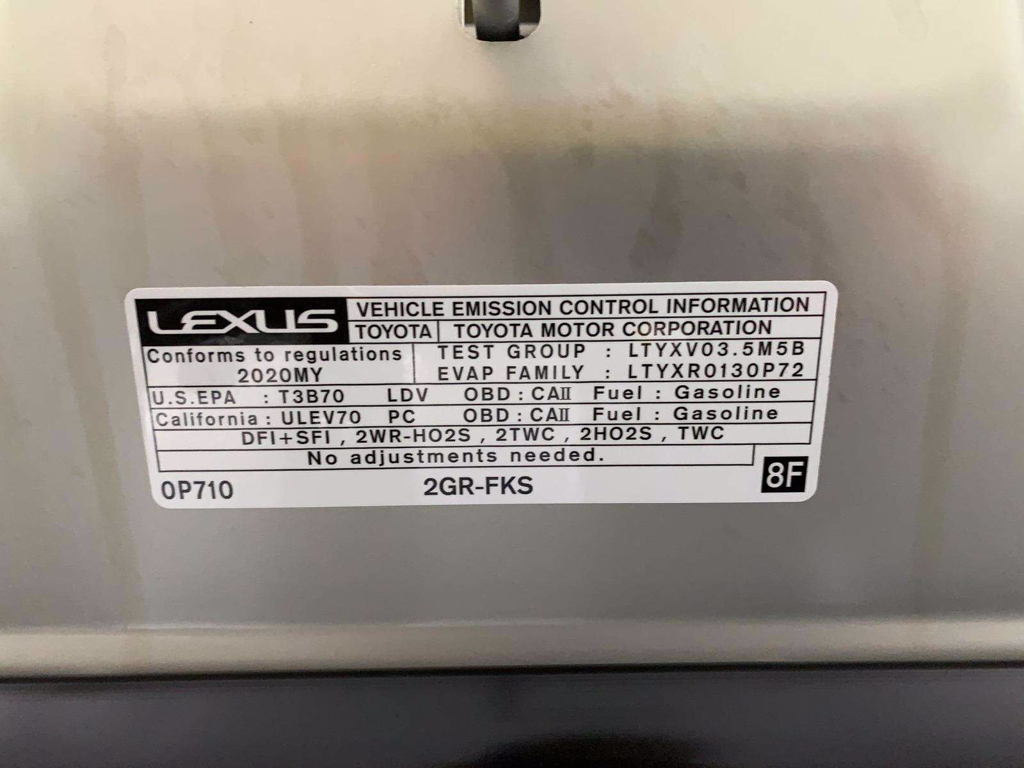 LEXUS
VEHICLE EMISSION CONTROL INFORMATION
TOYOTA TOYOTA MOTOR CORPORATION
Conforms to regulations
2020MY
TEST GROUP : LTYXV03.5M5B
EVAP FAMILY : LTYXR0130P72
U.S.EPA : T3B70 LDV OBD : CAII Fuel : Gasoline
California : ULEV70 PC OBD : CAII Fuel : Gasoline
DFI+SFI , 2WR-HO2S , 2TWC , 2HO2S , TWC
No adjustments needed.
0P710 2GR-FKS 8F